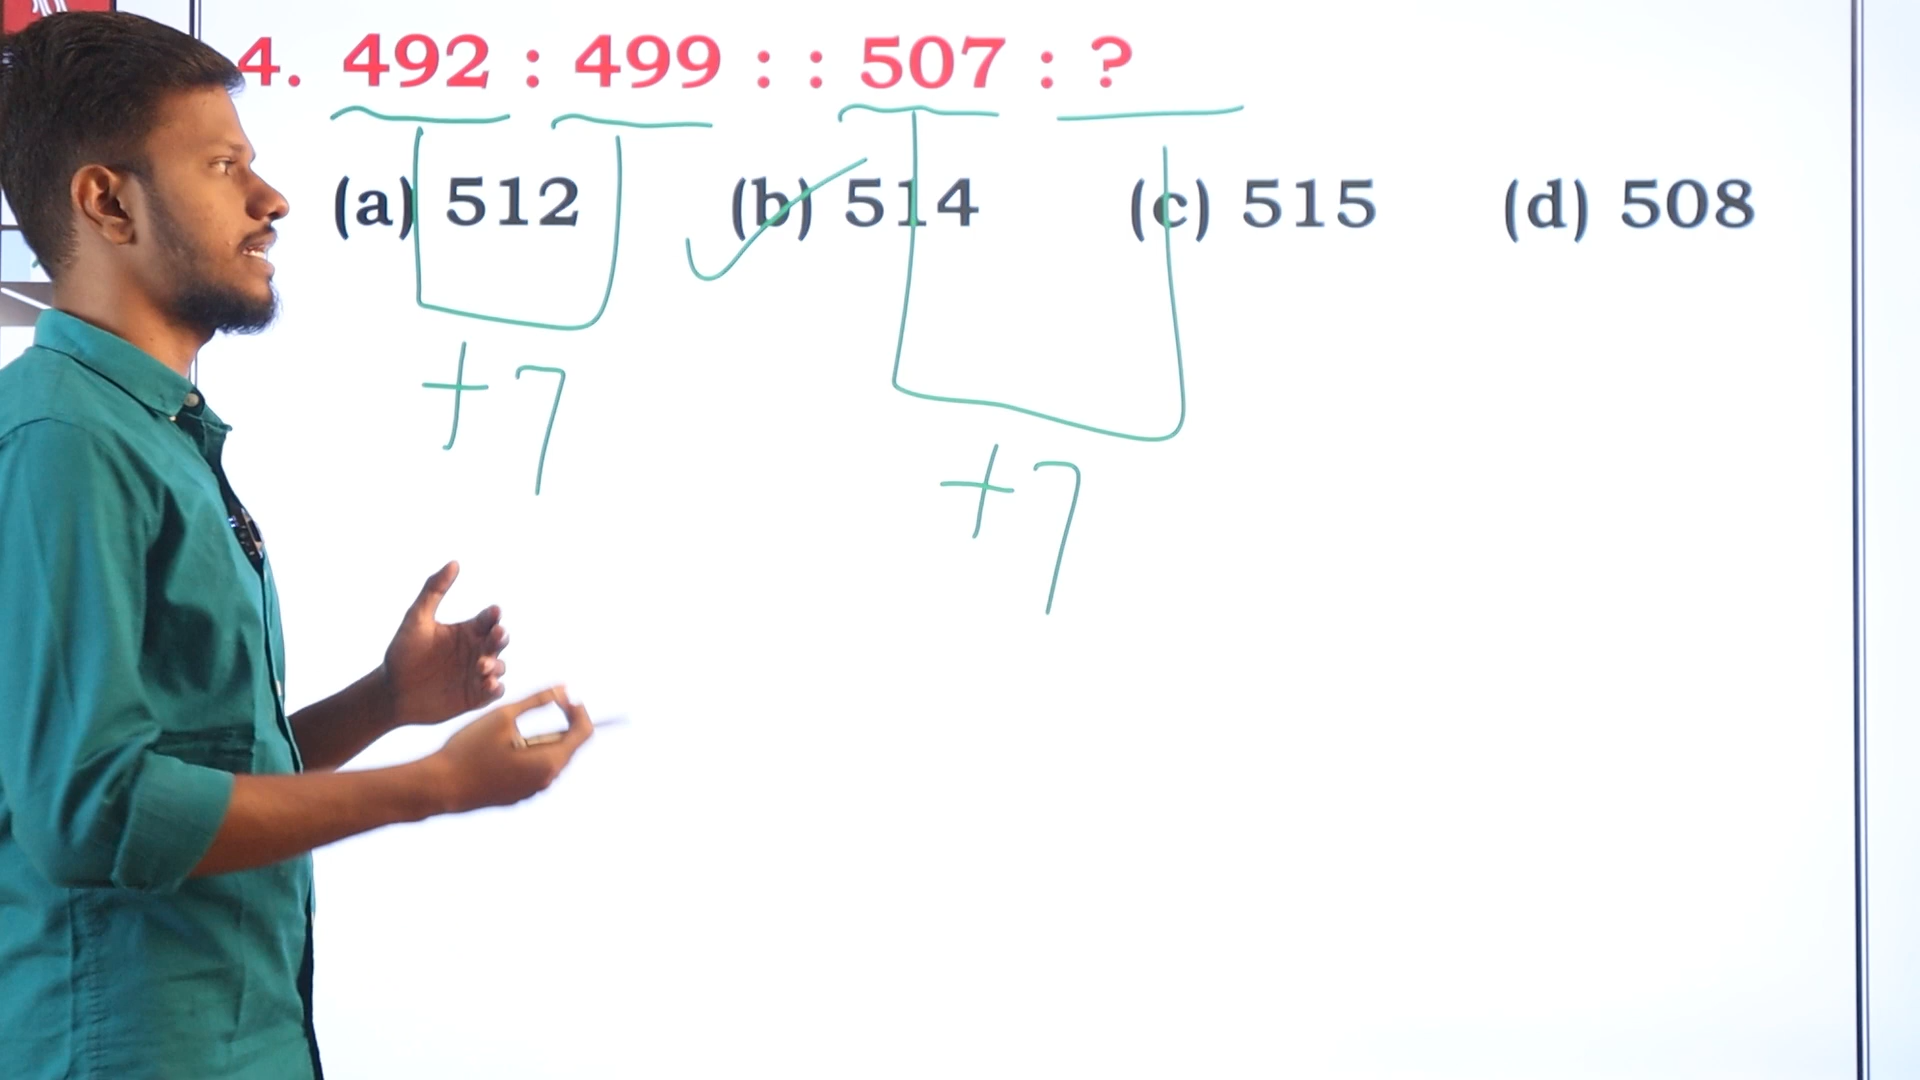 4. 492 : 499 : : 507 : ?
(a) 512 (b) 514 (c) 515 (d) 508
+7
+7